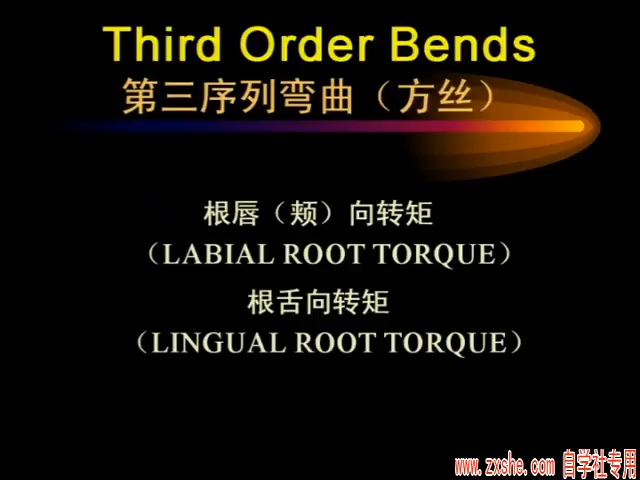 Third Order Bends
第三序列弯曲（方丝）
根唇（颊）向转矩
（LABIAL ROOT TORQUE）
根舌向转矩
（LINGUAL ROOT TORQUE）
www.zxshe.com 自学社专用